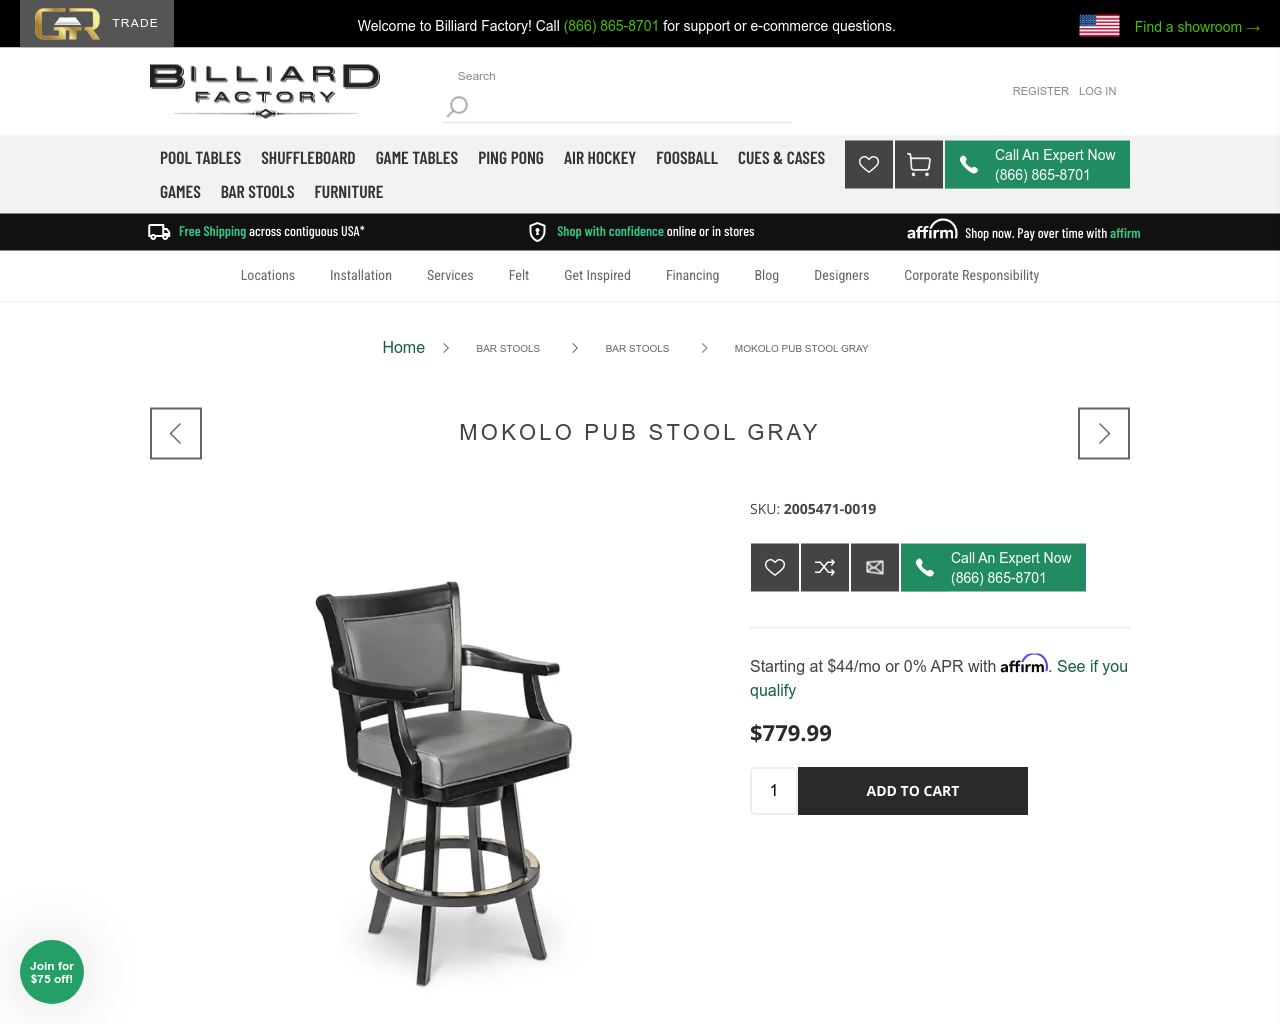 GR TRADE
Welcome to Billiard Factory! Call (866) 865-8701 for support or e-commerce questions.
Find a showroom →
BILLIARD
FACTORY
Search
REGISTER LOG IN
POOL TABLES SHUFFLEBOARD GAME TABLES PING PONG AIR HOCKEY FOOSBALL CUES & CASES
GAMES BAR STOOLS FURNITURE
Call An Expert Now
(866) 865-8701
Free Shipping across contiguous USA*
Shop with confidence online or in stores
affirm Shop now. Pay over time with affirm
Locations Installation Services Felt Get Inspired Financing Blog Designers Corporate Responsibility
Home > BAR STOOLS > BAR STOOLS > MOKOLO PUB STOOL GRAY
MOKOLO PUB STOOL GRAY
SKU: 2005471-0019
Call An Expert Now
(866) 865-8701
Starting at $44/mo or 0% APR with affirm. See if you
qualify
$779.99
1 ADD TO CART
Join for
$75 off!